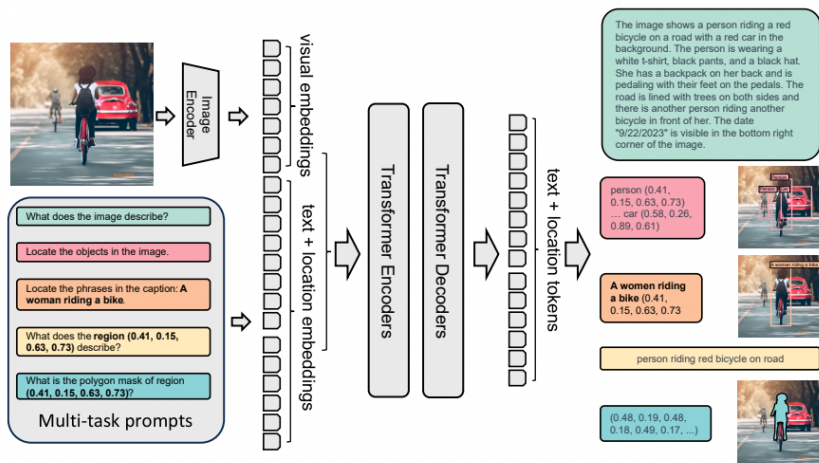 Image
Encoder
visual embeddings
text + location embeddings
Transformer Encoders
Transformer Decoders
text + location tokens
What does the image describe?
Locate the objects in the image.
Locate the phrases in the caption: A
woman riding a bike.
What does the region (0.41, 0.15,
0.63, 0.73) describe?
What is the polygon mask of region
(0.41, 0.15, 0.63, 0.73)?
Multi-task prompts
The image shows a person riding a red
bicycle on a road with a red car in the
background. The person is wearing a
white t-shirt, black pants, and a black hat.
She has a backpack on her back and is
pedaling with their feet on the pedals. The
road is lined with trees on both sides and
there is another person riding another
bicycle in front of her. The date
"9/22/2023" is visible in the bottom right
corner of the image.
person (0.41,
0.15, 0.63, 0.73)
... car (0.58, 0.26,
0.89, 0.61)
A women riding
a bike (0.41,
0.15, 0.63, 0.73
A woman riding a bike
person riding red bicycle on road
(0.48, 0.19, 0.48,
0.18, 0.49, 0.17, ...)